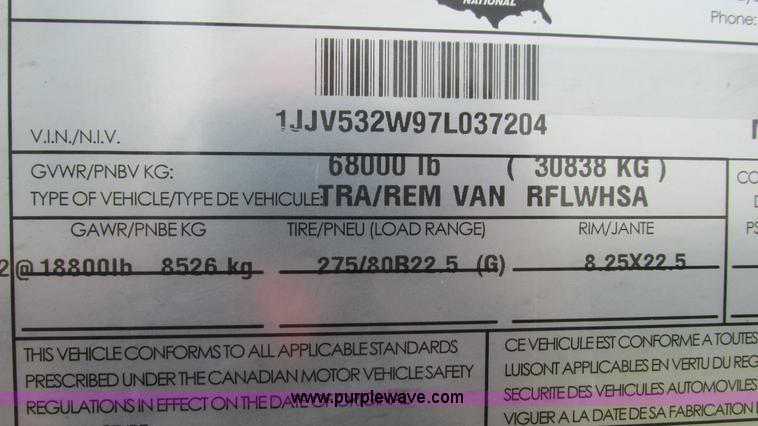 NATIONAL
Phone:
1JJV532W97L037204
V.I.N./N.I.V.
GVWR/PNBV KG: 68000 lb ( 30838 KG )
TYPE OF VEHICLE/TYPE DE VEHICULE: TRA/REM VAN RFLWHSA
GAWR/PNBE KG TIRE/PNEU (LOAD RANGE) RIM/JANTE
2@18800lb 8526 kg 275/80R22.5 (G) 8.25X22.5
THIS VEHICLE CONFORMS TO ALL APPLICABLE STANDARDS
PRESCRIBED UNDER THE CANADIAN MOTOR VEHICLE SAFETY
REGULATIONS IN EFFECT ON THE DATE OF
CE VEHICULE EST CONFORME A TOUTES
LUISONT APPLICABLES EN VERTU DU REG
SECURITE DES VEHICULES AUTOMOVILES
VIGUER A LA DATE DE SA FABRICATION
www.purplewave.com